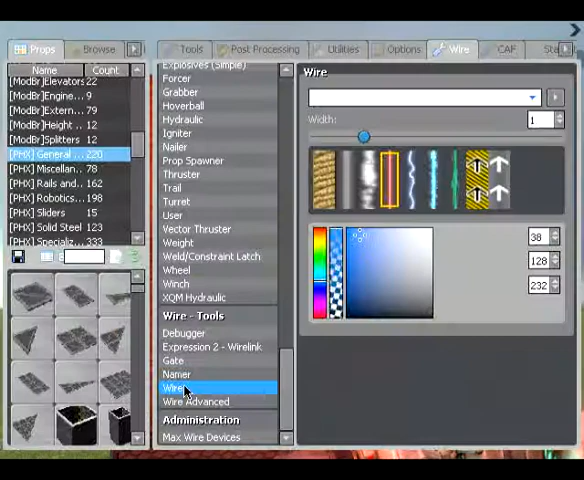 Props
Browse
Tools
Post Processing
Utilities
Options
Wire
CAF
Name
Count
[ModBr]Elevators 22
[ModBr]Engine... 9
[ModBr]Extern... 79
[ModBr]Height ... 12
[ModBr]Splitters 12
[PHX] General ... 220
[PHX] Miscellan... 78
[PHX] Rails and... 162
[PHX] Robotics... 198
[PHX] Sliders 15
[PHX] Solid Steel 123
[PHX] Specializ... 333
Explosives (Simple)
Forcer
Grabber
Hoverball
Hydraulic
Igniter
Nailer
Prop Spawner
Thruster
Trail
Turret
User
Vector Thruster
Weight
Weld/Constraint Latch
Wheel
Winch
XQM Hydraulic
Wire - Tools
Debugger
Expression 2 - Wirelink
Gate
Namer
Wire
Wire Advanced
Administration
Max Wire Devices
Wire
Width:
1
38
128
232